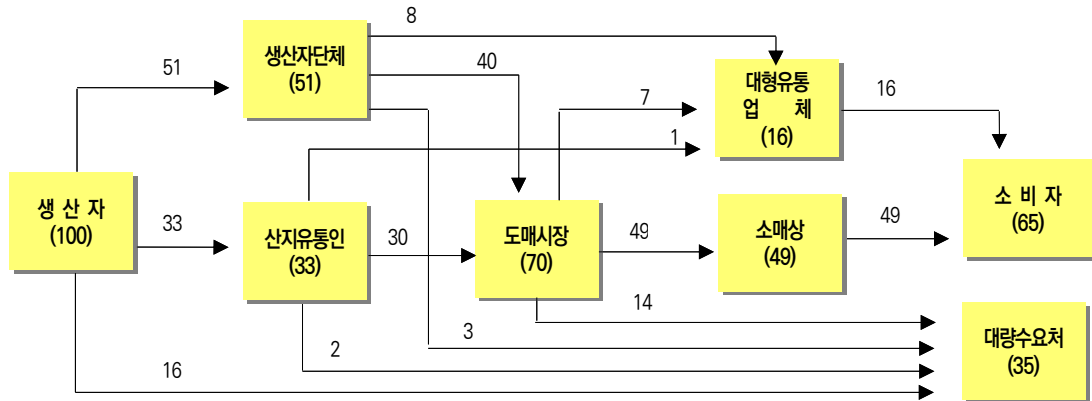 8
생산자단체
(51)
51
40
대형유통
업 체
(16)
16
7
1
생 산 자
(100)
33
산지유통인
(33)
30
도매시장
(70)
49
소매상
(49)
49
소 비 자
(65)
14
3
2
16
대량수요처
(35)